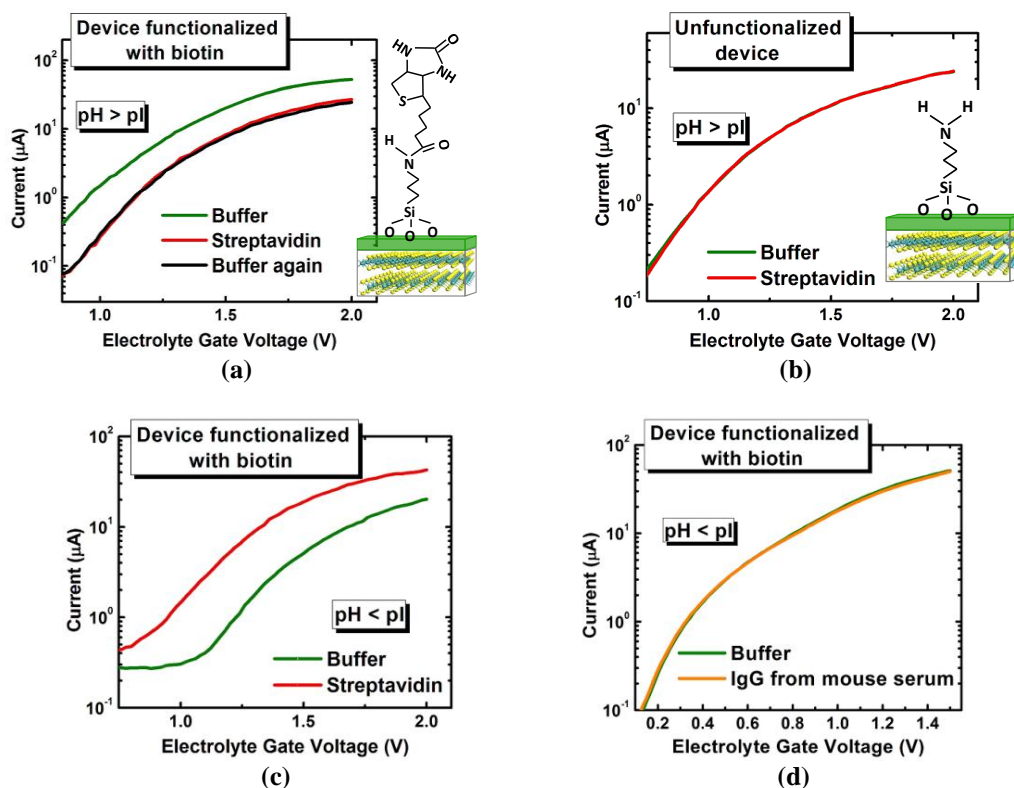 Device functionalized
with biotin
pH > pI
10²
10¹
10⁰
10⁻¹
Current (µA)
Buffer
Streptavidin
Buffer again
1.0
1.5
2.0
Electrolyte Gate Voltage (V)
(a)
HN
O
NH
S
H
O
N
Si
O
O
O
Unfunctionalized
device
pH > pI
10²
10¹
10⁰
10⁻¹
Current (µA)
Buffer
Streptavidin
1.0
1.5
2.0
Electrolyte Gate Voltage (V)
(b)
H
H
N
Si
O
O
O
Device functionalized
with biotin
10²
10¹
10⁰
10⁻¹
Current (µA)
pH < pI
Buffer
Streptavidin
1.0
1.5
2.0
Electrolyte Gate Voltage (V)
(c)
Device functionalized
with biotin
10²
10¹
10⁰
10⁻¹
Current (µA)
pH < pI
Buffer
IgG from mouse serum
0.2 0.4 0.6 0.8 1.0 1.2 1.4
Electrolyte Gate Voltage (V)
(d)